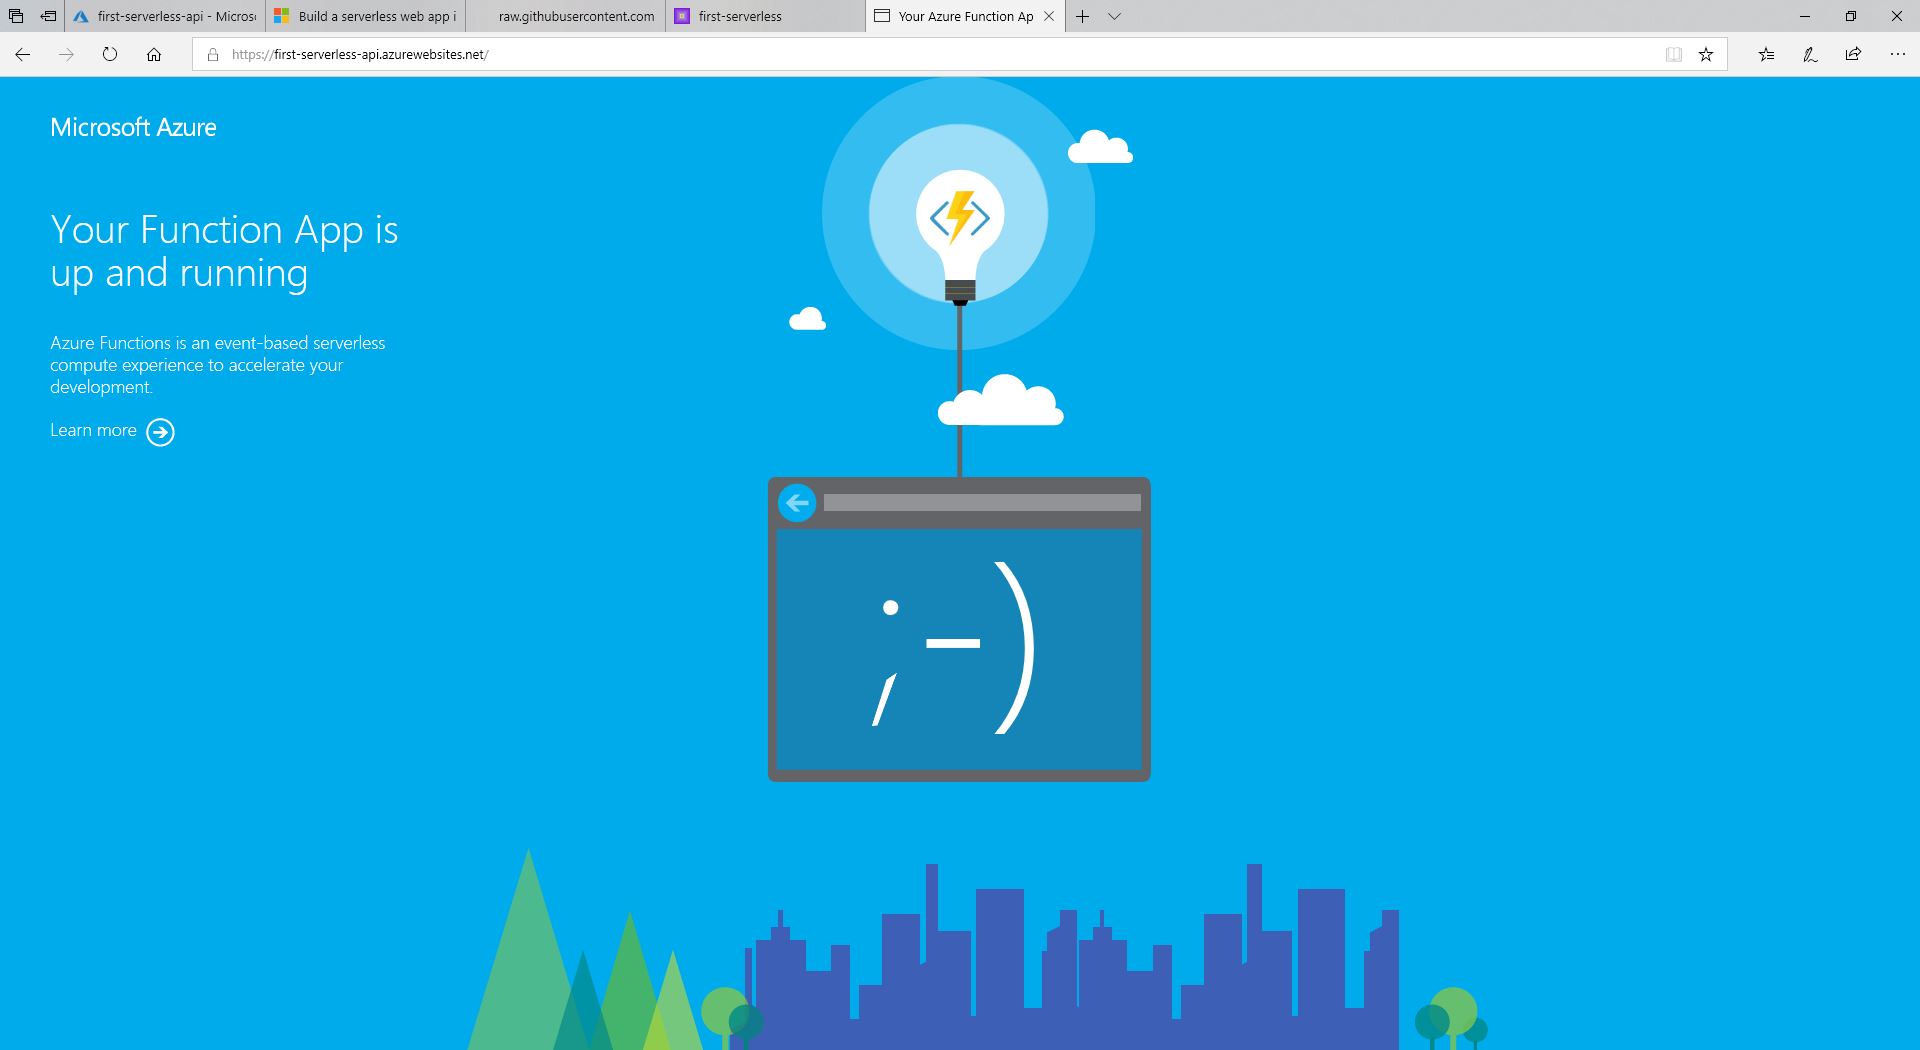 first-serverless-api - Micros
Build a serverless web app i
raw.githubusercontent.com
first-serverless
Your Azure Function Ap
https://first-serverless-api.azurewebsites.net/
Microsoft Azure
Your Function App is
up and running
Azure Functions is an event-based serverless
compute experience to accelerate your
development.
Learn more
;-)